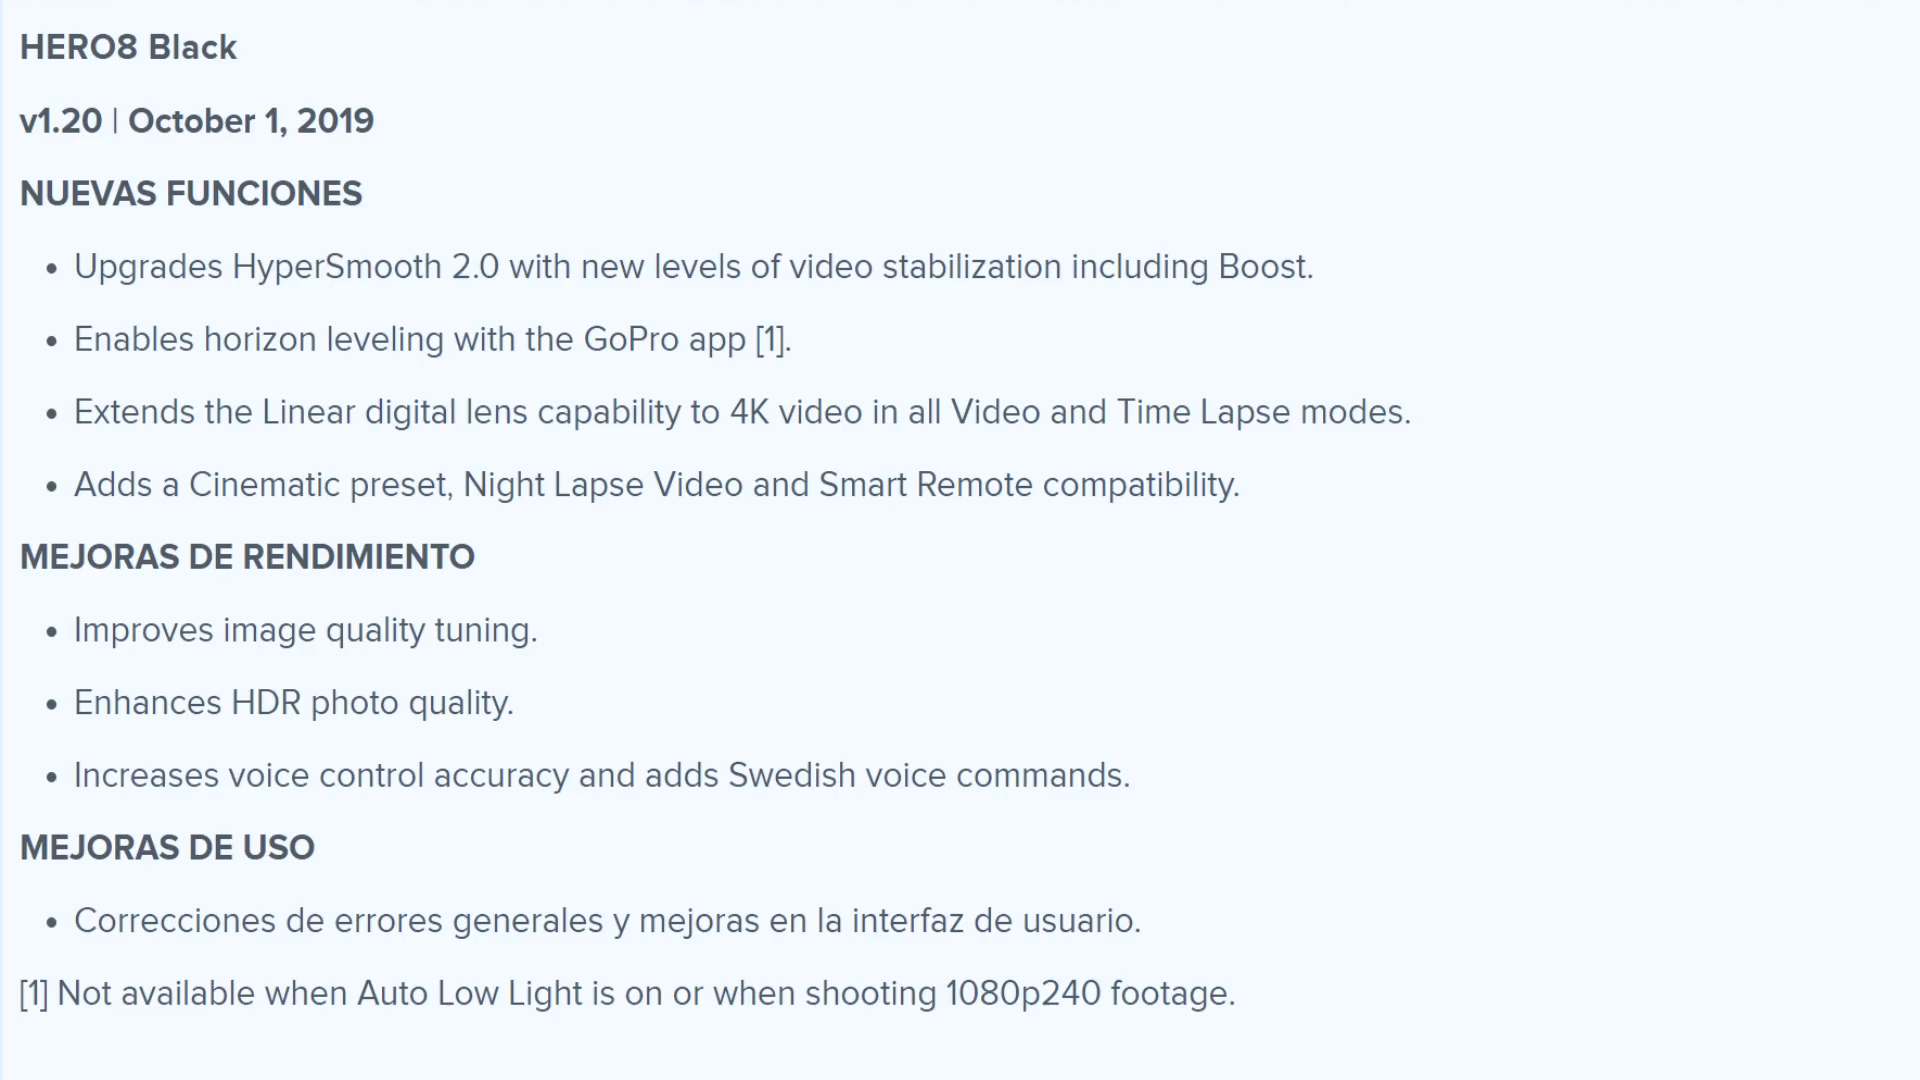 HERO8 Black
v1.20 | October 1, 2019
NUEVAS FUNCIONES
• Upgrades HyperSmooth 2.0 with new levels of video stabilization including Boost.
• Enables horizon leveling with the GoPro app [1].
• Extends the Linear digital lens capability to 4K video in all Video and Time Lapse modes.
• Adds a Cinematic preset, Night Lapse Video and Smart Remote compatibility.
MEJORAS DE RENDIMIENTO
• Improves image quality tuning.
• Enhances HDR photo quality.
• Increases voice control accuracy and adds Swedish voice commands.
MEJORAS DE USO
• Correcciones de errores generales y mejoras en la interfaz de usuario.
[1] Not available when Auto Low Light is on or when shooting 1080p240 footage.